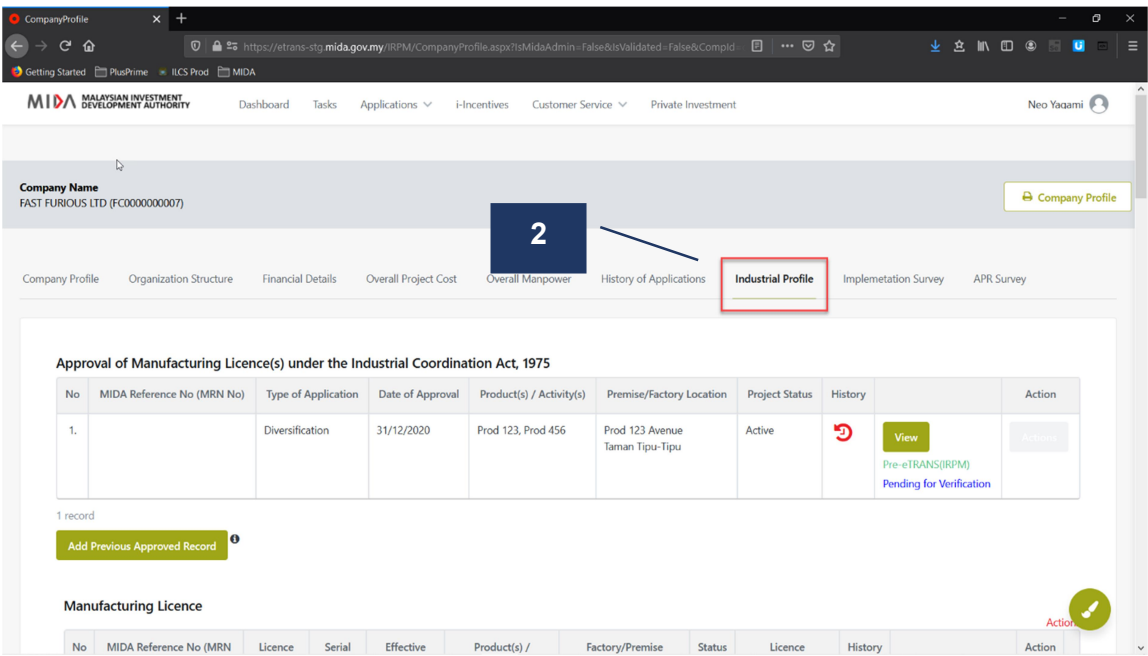 CompanyProfile
https://etrans-stg.mida.gov.my/IRPM/CompanyProfile.aspx?IsMidaAdmin=False&IsValidated=False&CompId=
Getting Started PlusPrime ILCS Prod MIDA
MIDA MALAYSIAN INVESTMENT DEVELOPMENT AUTHORITY Dashboard Tasks Applications i-Incentives Customer Service Private Investment Neo Yagami
Company Name
FAST FURIOUS LTD (FC0000000007)
Company Profile
2
Company Profile Organization Structure Financial Details Overall Project Cost Overall Manpower History of Applications Industrial Profile Implemetation Survey APR Survey
Approval of Manufacturing Licence(s) under the Industrial Coordination Act, 1975
No MIDA Reference No (MRN No) Type of Application Date of Approval Product(s) / Activity(s) Premise/Factory Location Project Status History Action
1. Diversification 31/12/2020 Prod 123, Prod 456 Prod 123 Avenue Active View Actions
Taman Tipu-Tipu
Pre-eTRANS(IRPM)
Pending for Verification
1 record
Add Previous Approved Record
Manufacturing Licence
Action
No MIDA Reference No (MRN Licence Serial Effective Product(s) / Factory/Premise Status Licence History Action